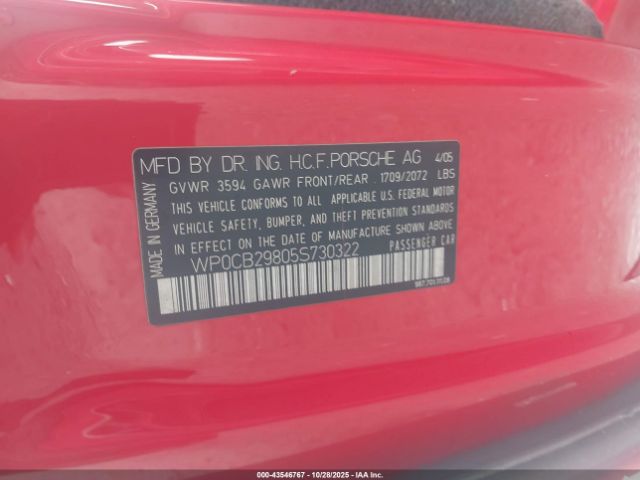 MFD BY DR. ING. H.C.F. PORSCHE AG 4/05
GVWR 3594 GAWR FRONT/REAR 1709/2072 LBS
THIS VEHICLE CONFORMS TO ALL APPLICABLE U.S. FEDERAL MOTOR
VEHICLE SAFETY, BUMPER, AND THEFT PREVENTION STANDARDS
IN EFFECT ON THE DATE OF MANUFACTURE SHOWN ABOVE.
WP0CB29805S730322 PASSENGER CAR
MADE IN GERMANY
000-43546767 | 10/28/2025 | IAA Inc.